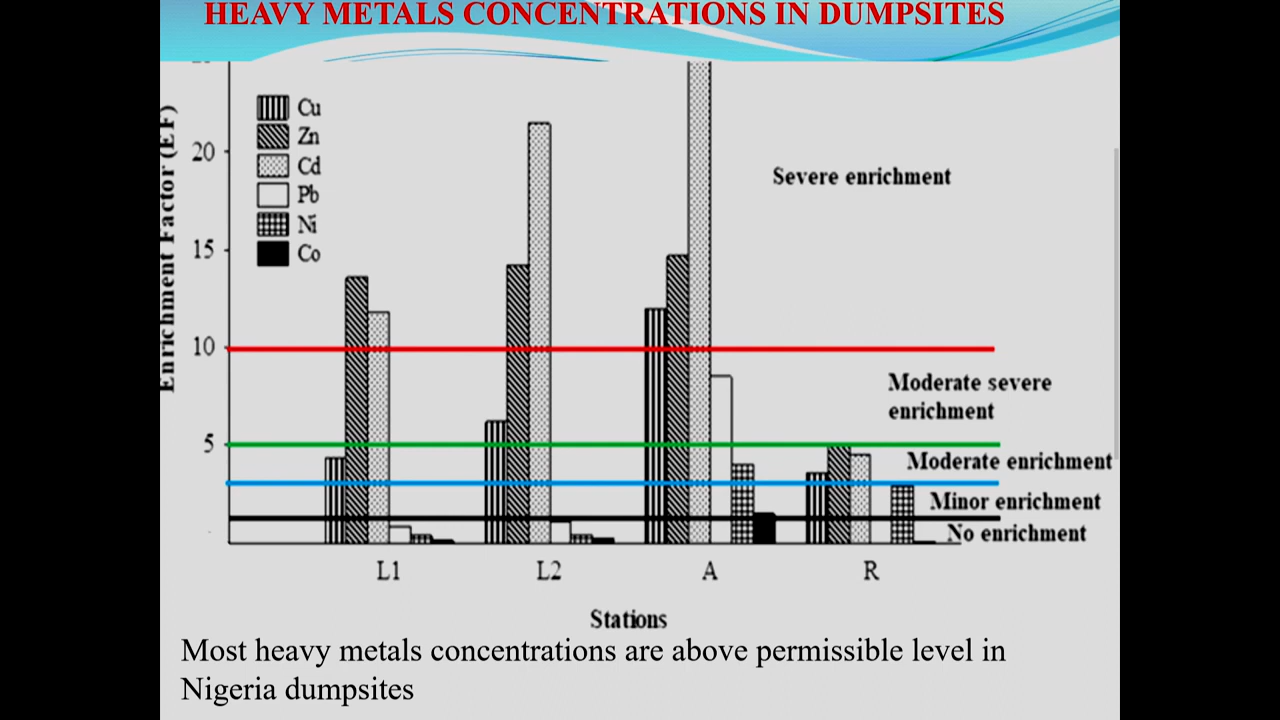 HEAVY METALS CONCENTRATIONS IN DUMPSITES
Enrichment Factor (EF)
20
15
10
5
Cu
Zn
Cd
Pb
Ni
Co
Severe enrichment
Moderate severe
enrichment
Moderate enrichment
Minor enrichment
No enrichment
L1
L2
A
R
Stations
Most heavy metals concentrations are above permissible level in
Nigeria dumpsites